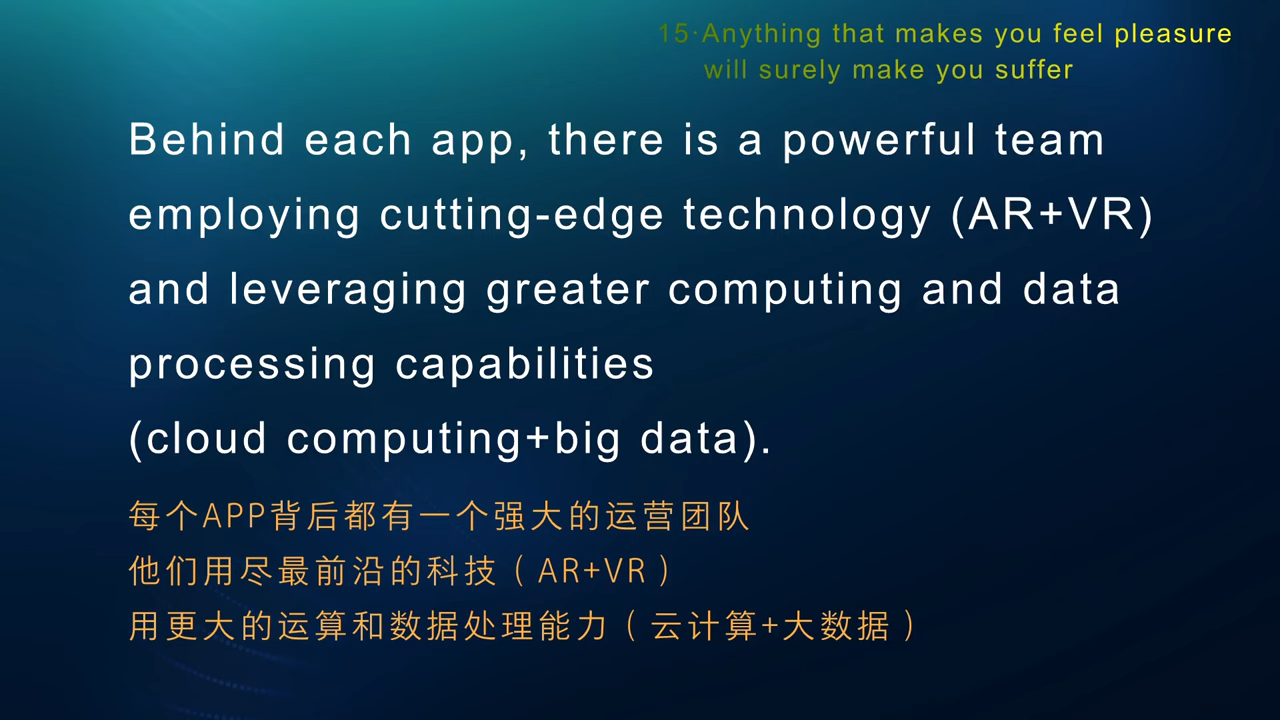 15·Anything that makes you feel pleasure
will surely make you suffer
Behind each app, there is a powerful team
employing cutting-edge technology (AR+VR)
and leveraging greater computing and data
processing capabilities
(cloud computing+big data).
每个APP背后都有一个强大的运营团队
他们用尽最前沿的科技（AR+VR）
用更大的运算和数据处理能力（云计算+大数据）